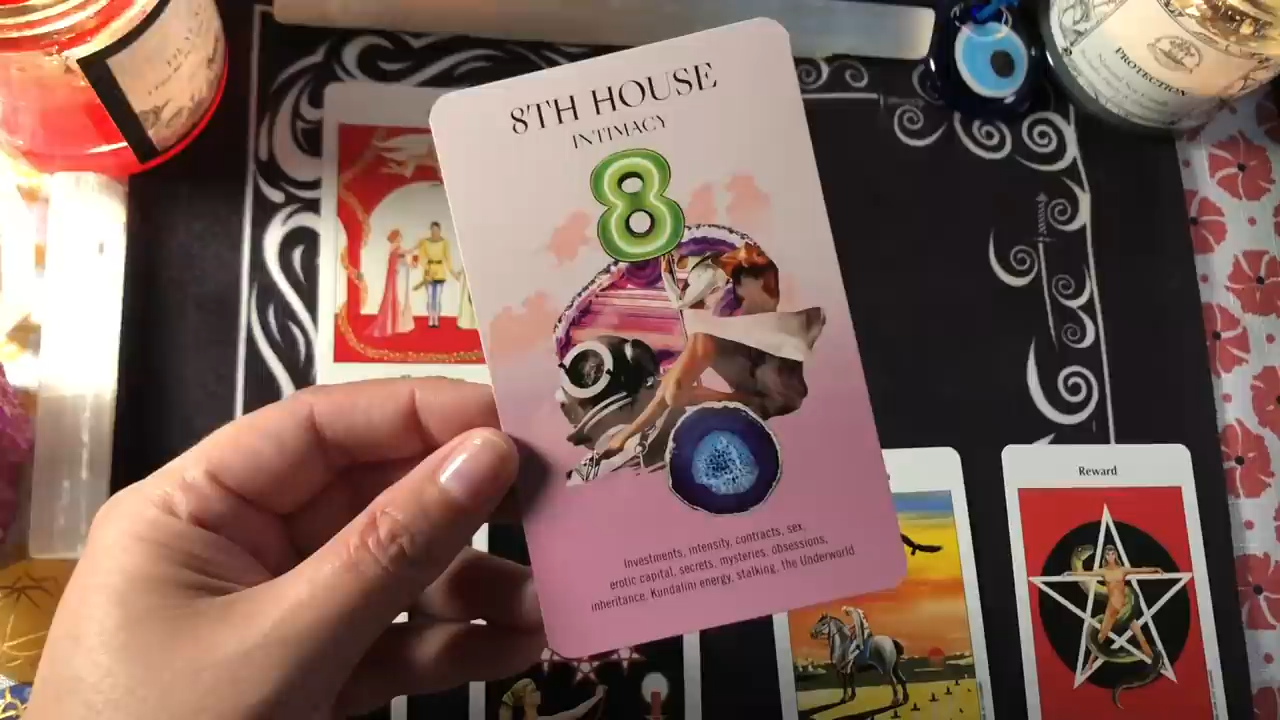 8TH HOUSE
INTIMACY
8
Investments, intensity, contracts, sex,
erotic capital, secrets, mysteries, obsessions,
inheritance, Kundalini energy, stalking, the Underworld
PROTECTION
Reward